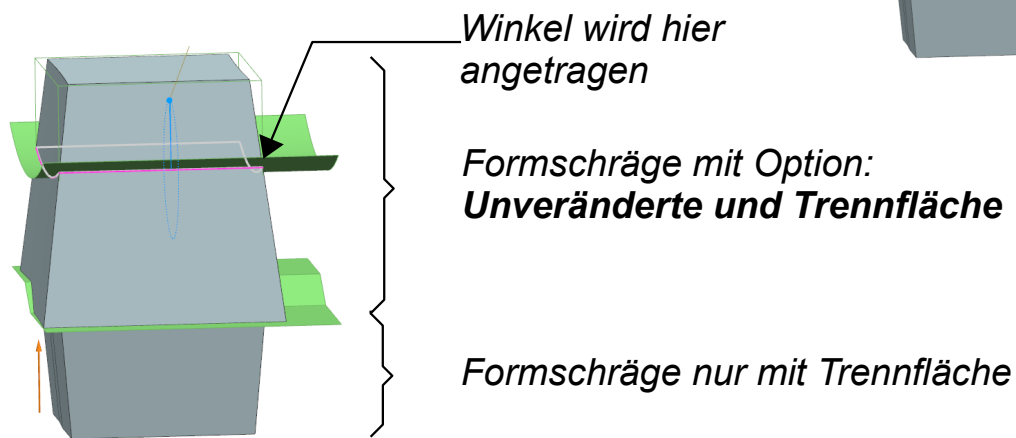 Winkel wird hier
angetragen
Formschräge mit Option:
Unveränderte und Trennfläche
Formschräge nur mit Trennfläche